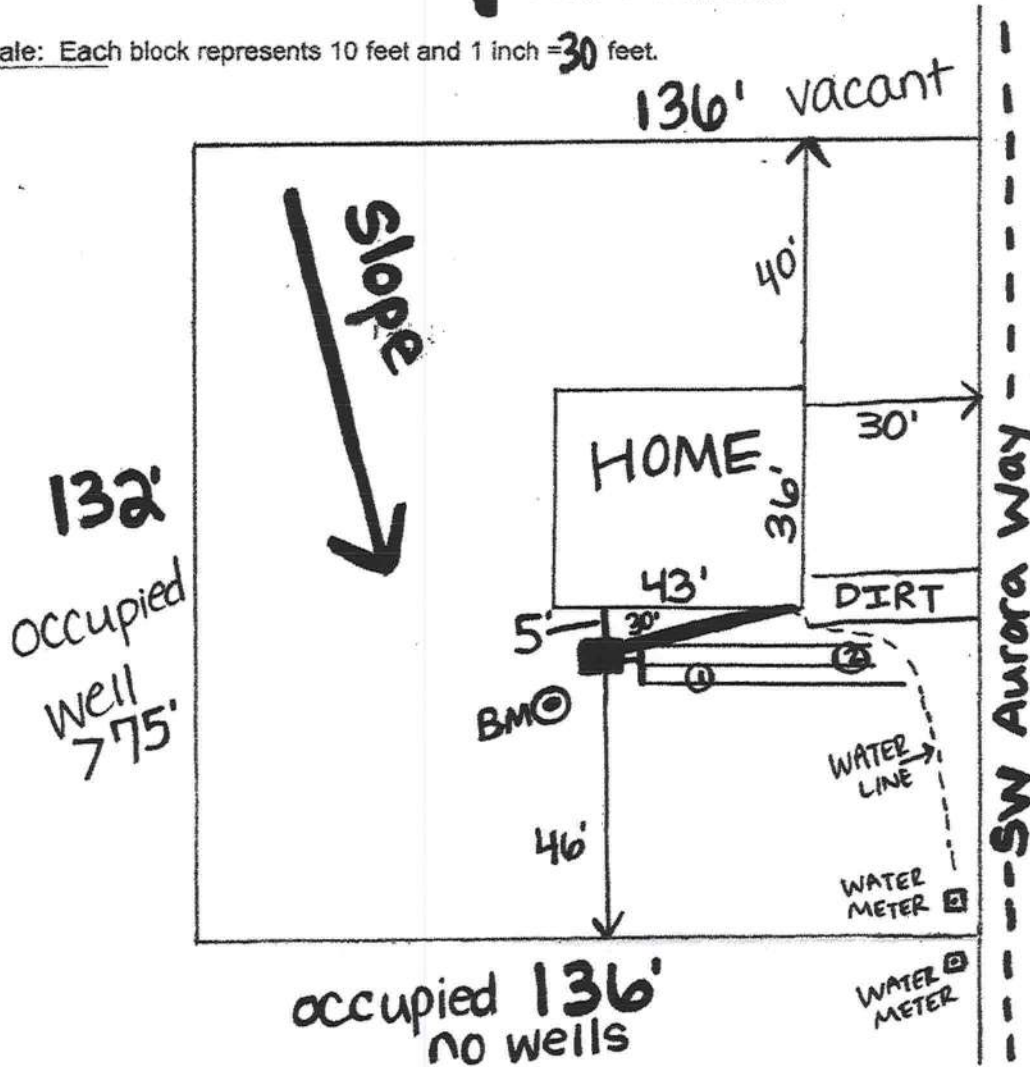 ale: Each block represents 10 feet and 1 inch =30 feet.
136' vacant
Slope
40'
30'
HOME
36'
132'
occupied
well
>75'
43'
DIRT
5'
30'
②
①
BM
WATER
LINE
46'
WATER
METER
occupied 136'
no wells
WATER
METER
SW Aurora Way